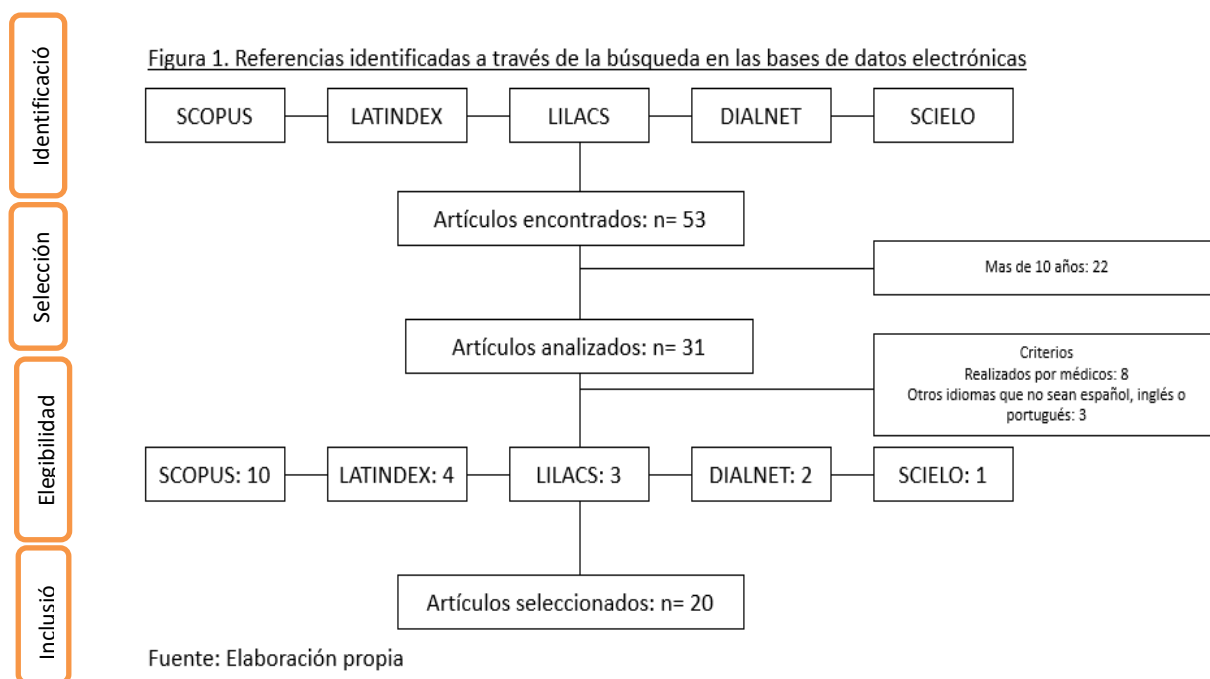 Identificació
Figura 1. Referencias identificadas a través de la búsqueda en las bases de datos electrónicas
SCOPUS
LATINDEX
LILACS
DIALNET
SCIELO
Selección
Artículos encontrados: n= 53
Mas de 10 años: 22
Artículos analizados: n= 31
Criterios
Realizados por médicos: 8
Otros idiomas que no sean español, inglés o
portugués: 3
Elegibilidad
SCOPUS: 10
LATINDEX: 4
LILACS: 3
DIALNET: 2
SCIELO: 1
Inclusió
Artículos seleccionados: n= 20
Fuente: Elaboración propia